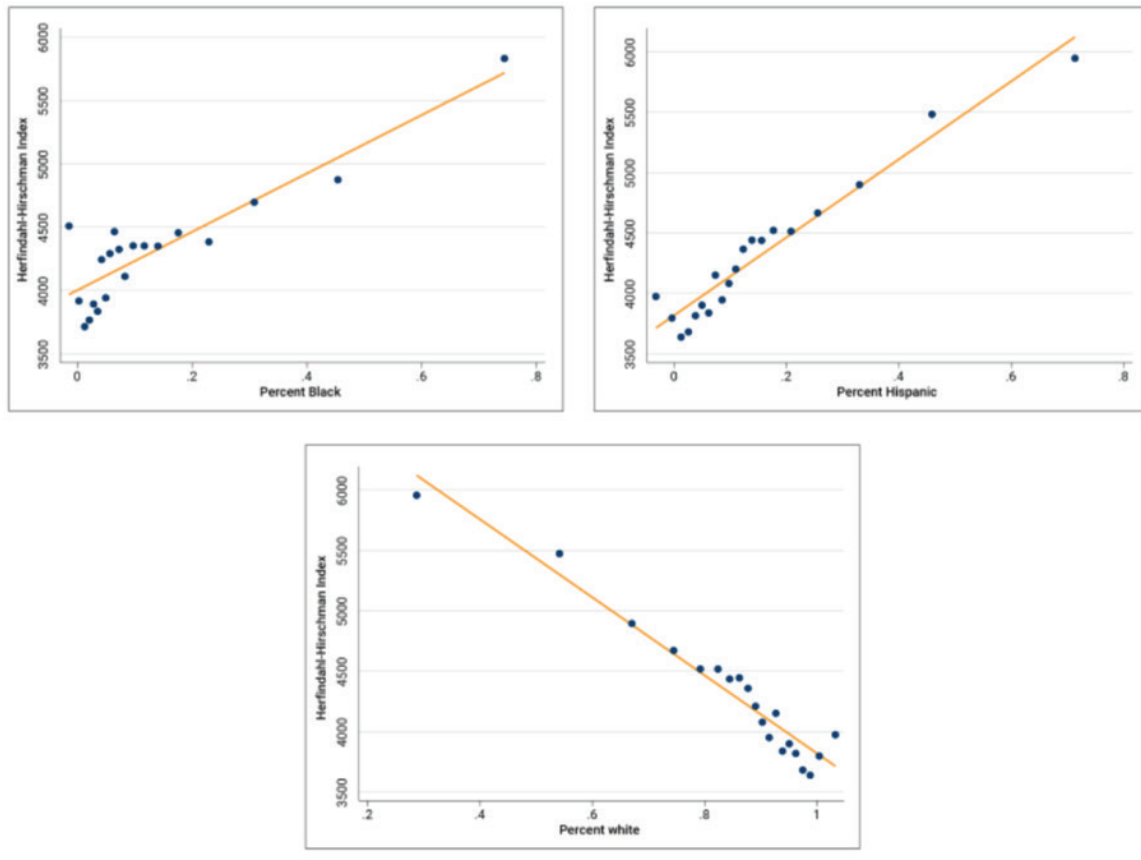 Herfindahl-Hirschman Index
6000
5500
5000
4500
4000
3500
0 .2 .4 .6 .8
Percent Black
Herfindahl-Hirschman Index
6000
5500
5000
4500
4000
3500
0 .2 .4 .6 .8
Percent Hispanic
Herfindahl-Hirschman Index
6000
5500
5000
4500
4000
3500
.2 .4 .6 .8 1
Percent white